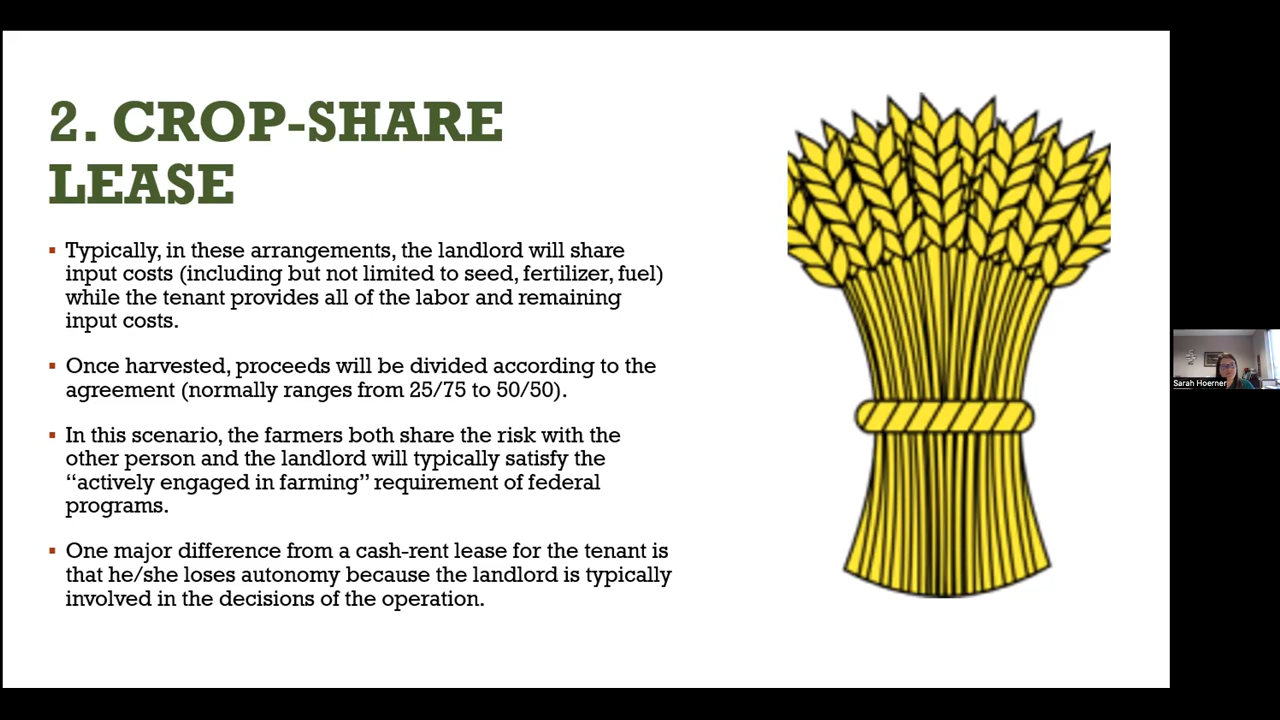 2. CROP-SHARE
LEASE
▪ Typically, in these arrangements, the landlord will share
input costs (including but not limited to seed, fertilizer, fuel)
while the tenant provides all of the labor and remaining
input costs.
▪ Once harvested, proceeds will be divided according to the
agreement (normally ranges from 25/75 to 50/50).
▪ In this scenario, the farmers both share the risk with the
other person and the landlord will typically satisfy the
“actively engaged in farming” requirement of federal
programs.
▪ One major difference from a cash-rent lease for the tenant is
that he/she loses autonomy because the landlord is typically
involved in the decisions of the operation.
Sarah Hoerner